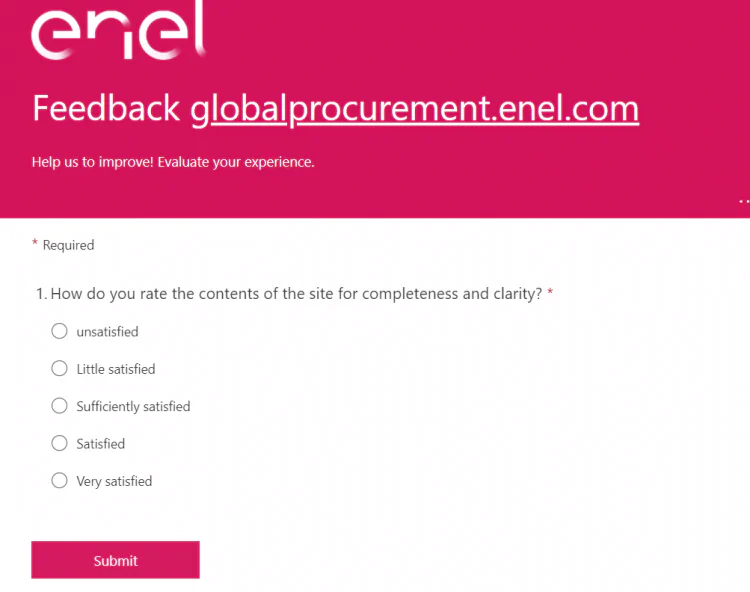 enel
Feedback globalprocurement.enel.com
Help us to improve! Evaluate your experience.
* Required
1. How do you rate the contents of the site for completeness and clarity? *
unsatisfied
Little satisfied
Sufficiently satisfied
Satisfied
Very satisfied
Submit